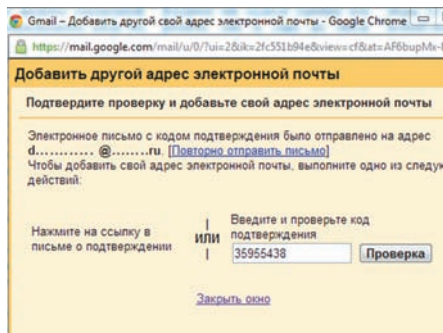 Gmail – Добавить другой свой адрес электронной почты - Google Chrome
https://mail.google.com/mail/u/0/?ui=2&ik=2fc551b94e&view=cf&at=AF6bupMx-
Добавить другой адрес электронной почты
Подтвердите проверку и добавьте свой адрес электронной почты
Электронное письмо с кодом подтверждения было отправлено на адрес
d............ @........ru. [Повторно отправить письмо]
Чтобы добавить свой адрес электронной почты, выполните одно из следу
действий:
Нажмите на ссылку в
письме о подтверждении
| ИЛИ |
Введите и проверьте код
подтверждения
35955438 Проверка
Закрыть окно